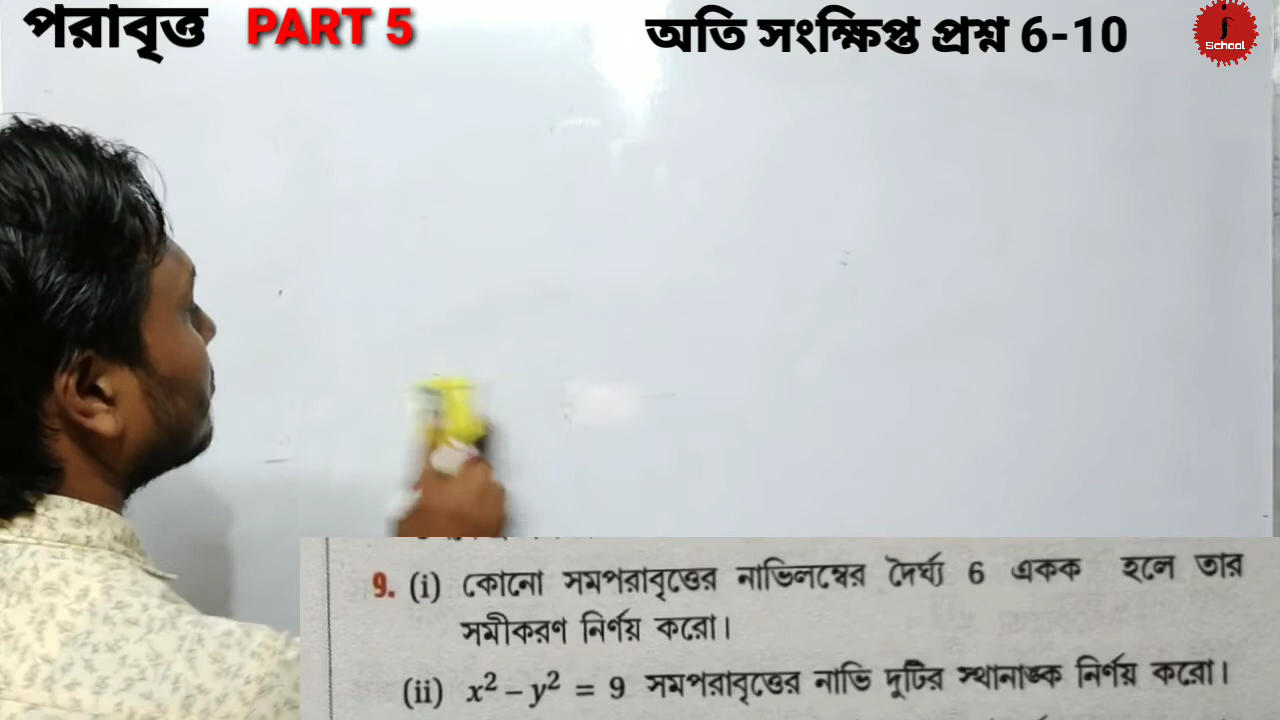 পরাবৃত্ত PART 5 অতি সংক্ষিপ্ত প্রশ্ন 6-10
School
9. (i) কোনো সমপরাবৃত্তের নাভিলম্বের দৈর্ঘ্য 6 একক হলে তার
সমীকরণ নির্ণয় করো।
(ii) x² – y² = 9 সমপরাবৃত্তের নাভি দুটির স্থানাঙ্ক নির্ণয় করো।